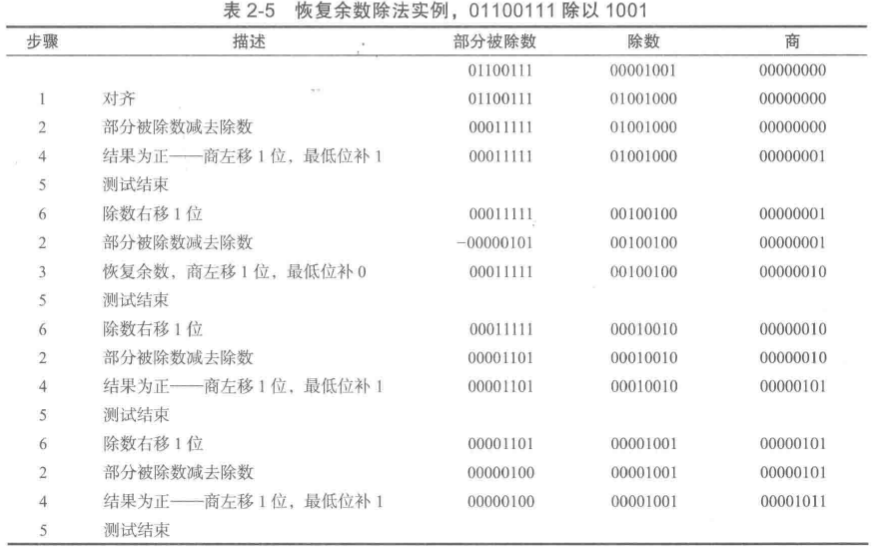 表 2-5 恢复余数除法实例，01100111 除以 1001
步骤 描述 部分被除数 除数 商
01100111 00001001 00000000
1 对齐 01100111 01001000 00000000
2 部分被除数减去除数 00011111 01001000 00000000
4 结果为正——商左移 1 位，最低位补 1 00011111 01001000 00000001
5 测试结束
6 除数右移 1 位 00011111 00100100 00000001
2 部分被除数减去除数 -00000101 00100100 00000001
3 恢复余数，商左移 1 位，最低位补 0 00011111 00100100 00000010
5 测试结束
6 除数右移 1 位 00011111 00010010 00000010
2 部分被除数减去除数 00001101 00010010 00000010
4 结果为正——商左移 1 位，最低位补 1 00001101 00010010 00000101
5 测试结束
6 除数右移 1 位 00001101 00001001 00000101
2 部分被除数减去除数 00000100 00001001 00000101
4 结果为正——商左移 1 位，最低位补 1 00000100 00001001 00001011
5 测试结束